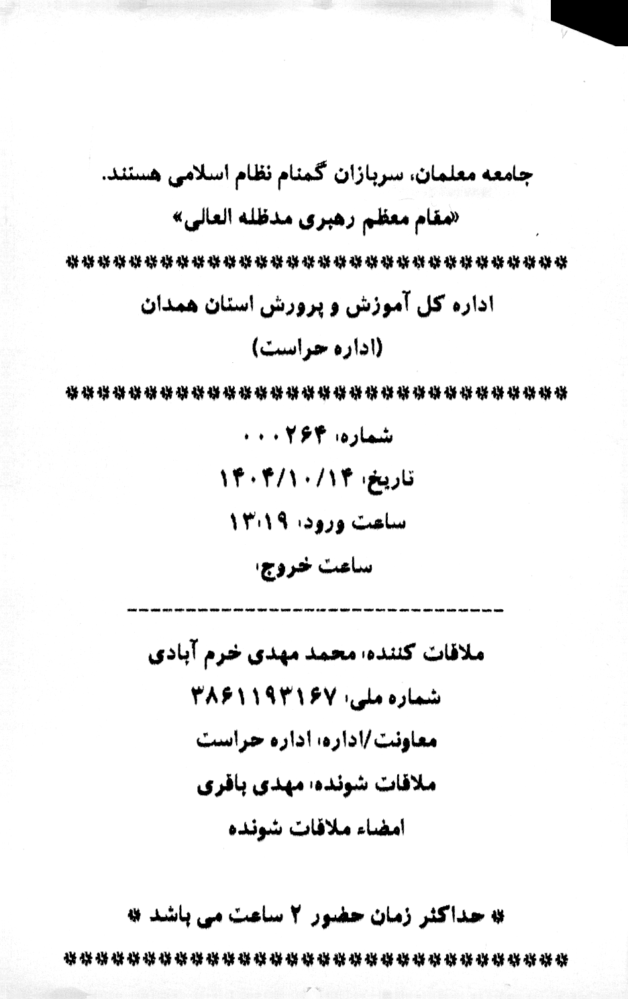 جامعه معلمان، سربازان گمنام نظام اسلامی هستند.
«مقام معظم رهبری مدظله العالی»
********************************
اداره کل آموزش و پرورش استان همدان
(اداره حراست)
********************************
شماره: ۰۰۰۲۶۴
تاریخ: ۱۴۰۴/۱۰/۱۴
ساعت ورود: ۱۳:۱۹
ساعت خروج:
--------------------------------
ملاقات کننده: محمد مهدی خرم آبادی
شماره ملی: ۳۸۶۱۱۹۳۱۶۷
معاونت/اداره: اداره حراست
ملاقات شونده: مهدی باقری
امضاء ملاقات شونده
* حداکثر زمان حضور ۲ ساعت می باشد *
********************************